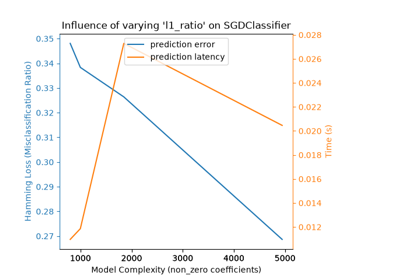 Influence of varying 'l1_ratio' on SGDClassifier
prediction error
prediction latency
Hamming Loss (Misclassification Ratio)
0.35
0.34
0.33
0.32
0.31
0.30
0.29
0.28
0.27
0.028
0.026
0.024
0.022
0.020
0.018
0.016
0.014
0.012
Time (s)
1000 2000 3000 4000 5000
Model Complexity (non_zero coefficients)